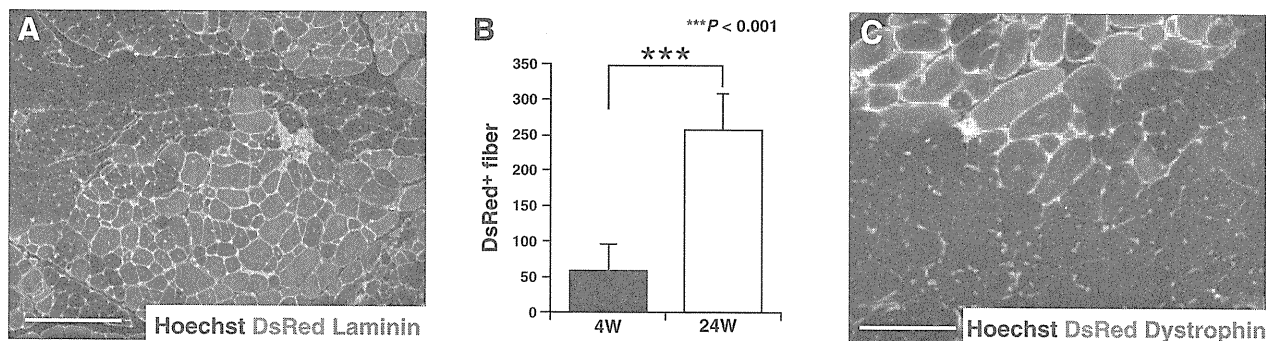 A
Hoechst DsRed Laminin
B
***P < 0.001
***
DsRed+ fiber
350
300
250
200
150
100
50
0
4W
24W
C
Hoechst DsRed Dystrophin